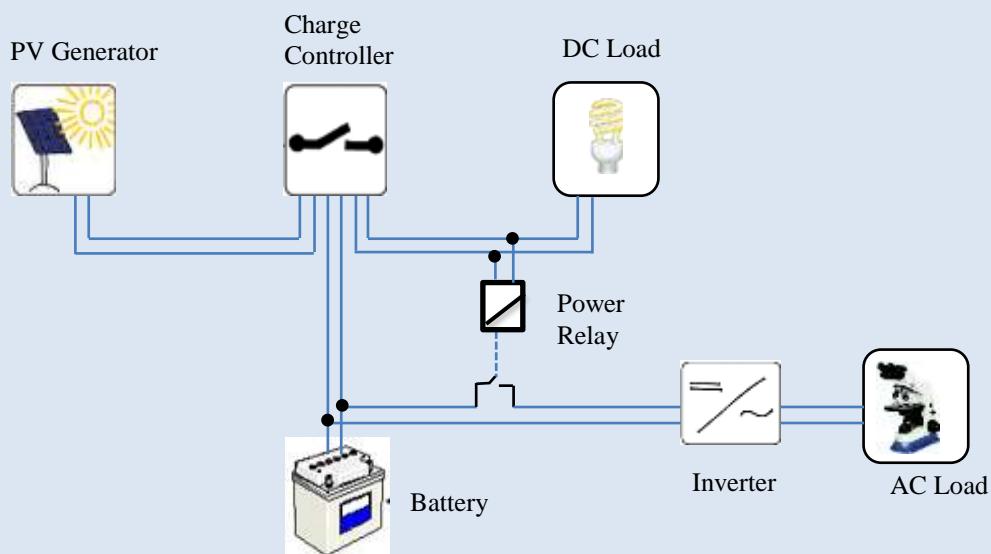 PV Generator
Charge
Controller
DC Load
Power
Relay
Battery
Inverter
AC Load